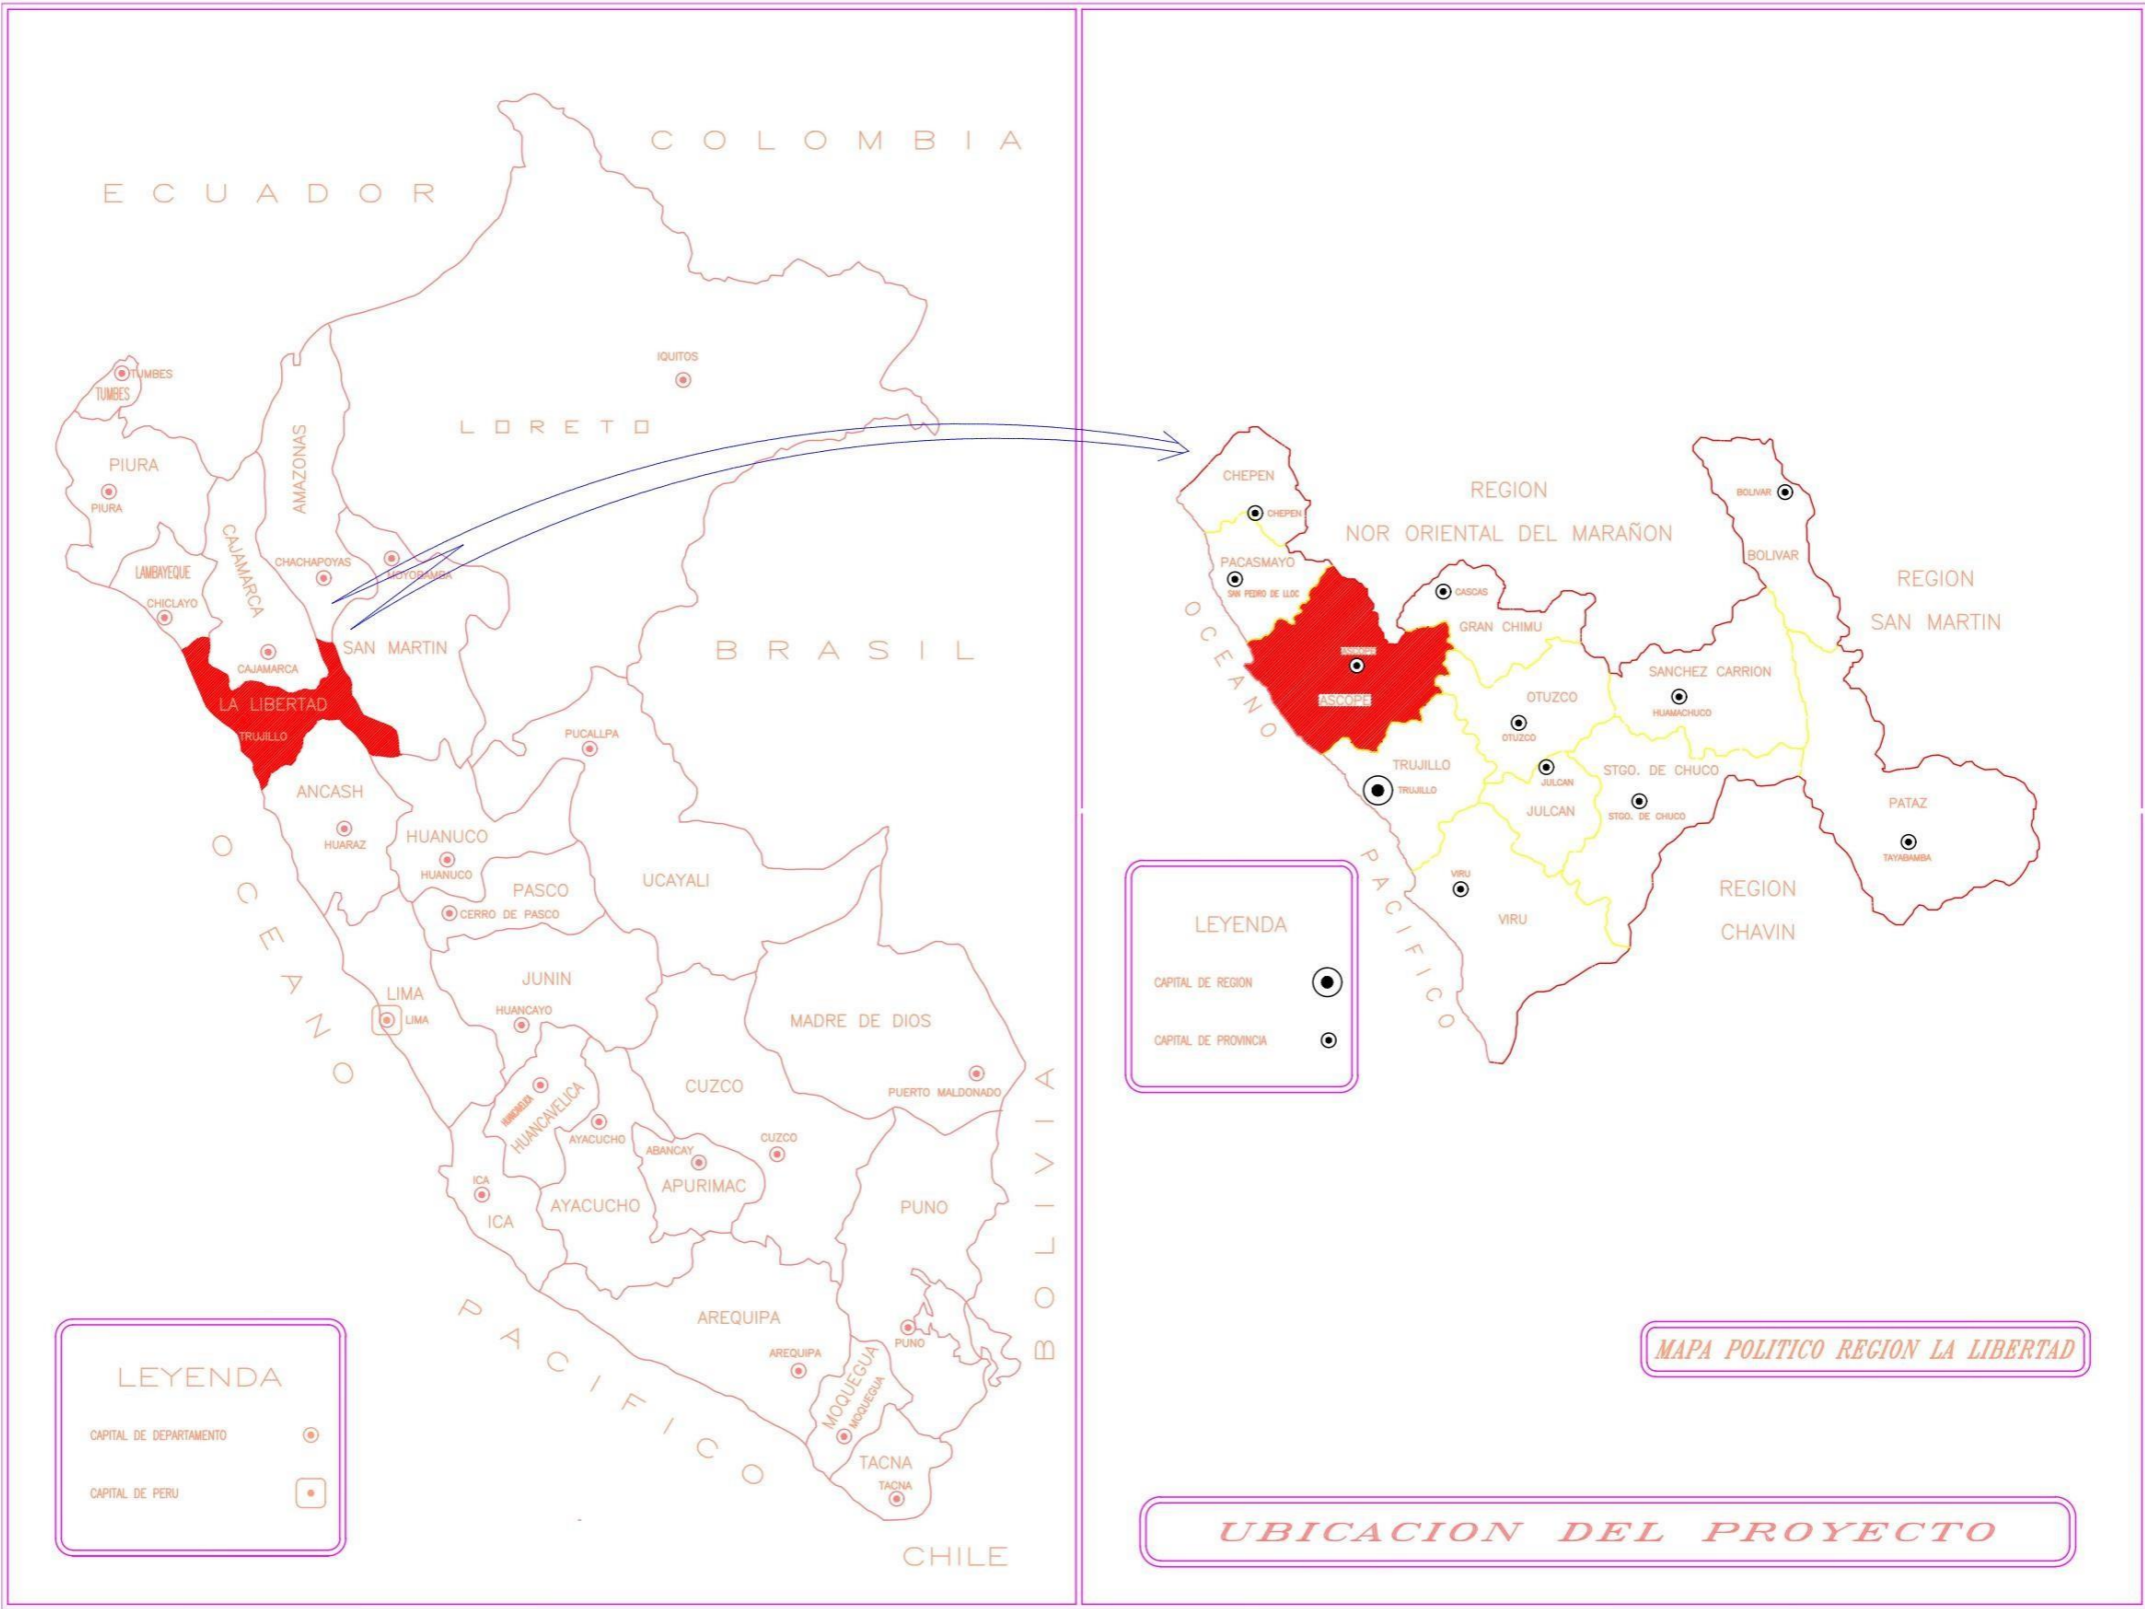 COLOMBIA
ECUADOR
IQUITOS
TUMBES
TUMBES
LORETO
AMAZONAS
PIURA
PIURA
CAJAMARCA
LAMBAYEQUE
CHACHAPOYAS
MOYOBAMBA
CHICLAYO
SAN MARTIN
BRASIL
CAJAMARCA
LA LIBERTAD
TRUJILLO
PUCALLPA
ANCASH
HUARAZ
HUANUCO
HUANUCO
UCAYALI
PASCO
CERRO DE PASCO
OCEANO
JUNIN
LIMA
LIMA
HUANCAYO
MADRE DE DIOS
PUERTO MALDONADO
CUZCO
HUANCAVELICA
HUANCAVELICA
AYACUCHO
CUZCO
ABANCAY
APURIMAC
ICA
ICA
AYACUCHO
PUNO
BOLIVIA
PACIFICO
AREQUIPA
AREQUIPA
PUNO
MOQUEGUA
MOQUEGUA
TACNA
TACNA
CHILE
LEYENDA
CAPITAL DE DEPARTAMENTO
CAPITAL DE PERU
CHEPEN
CHEPEN
REGION
NOR ORIENTAL DEL MARAÑON
BOLIVAR
BOLIVAR
PACASMAYO
SAN PEDRO DE LLOC
CASCAS
GRAN CHIMU
REGION
SAN MARTIN
OCEANO
ASCOPE
ASCOPE
SANCHEZ CARRION
HUAMACHUCO
OTUZCO
OTUZCO
TRUJILLO
TRUJILLO
JULCAN
JULCAN
STGO. DE CHUCO
STGO. DE CHUCO
PATAZ
TAYABAMBA
PACIFICO
VIRU
VIRU
REGION
CHAVIN
LEYENDA
CAPITAL DE REGION
CAPITAL DE PROVINCIA
MAPA POLITICO REGION LA LIBERTAD
UBICACION DEL PROYECTO